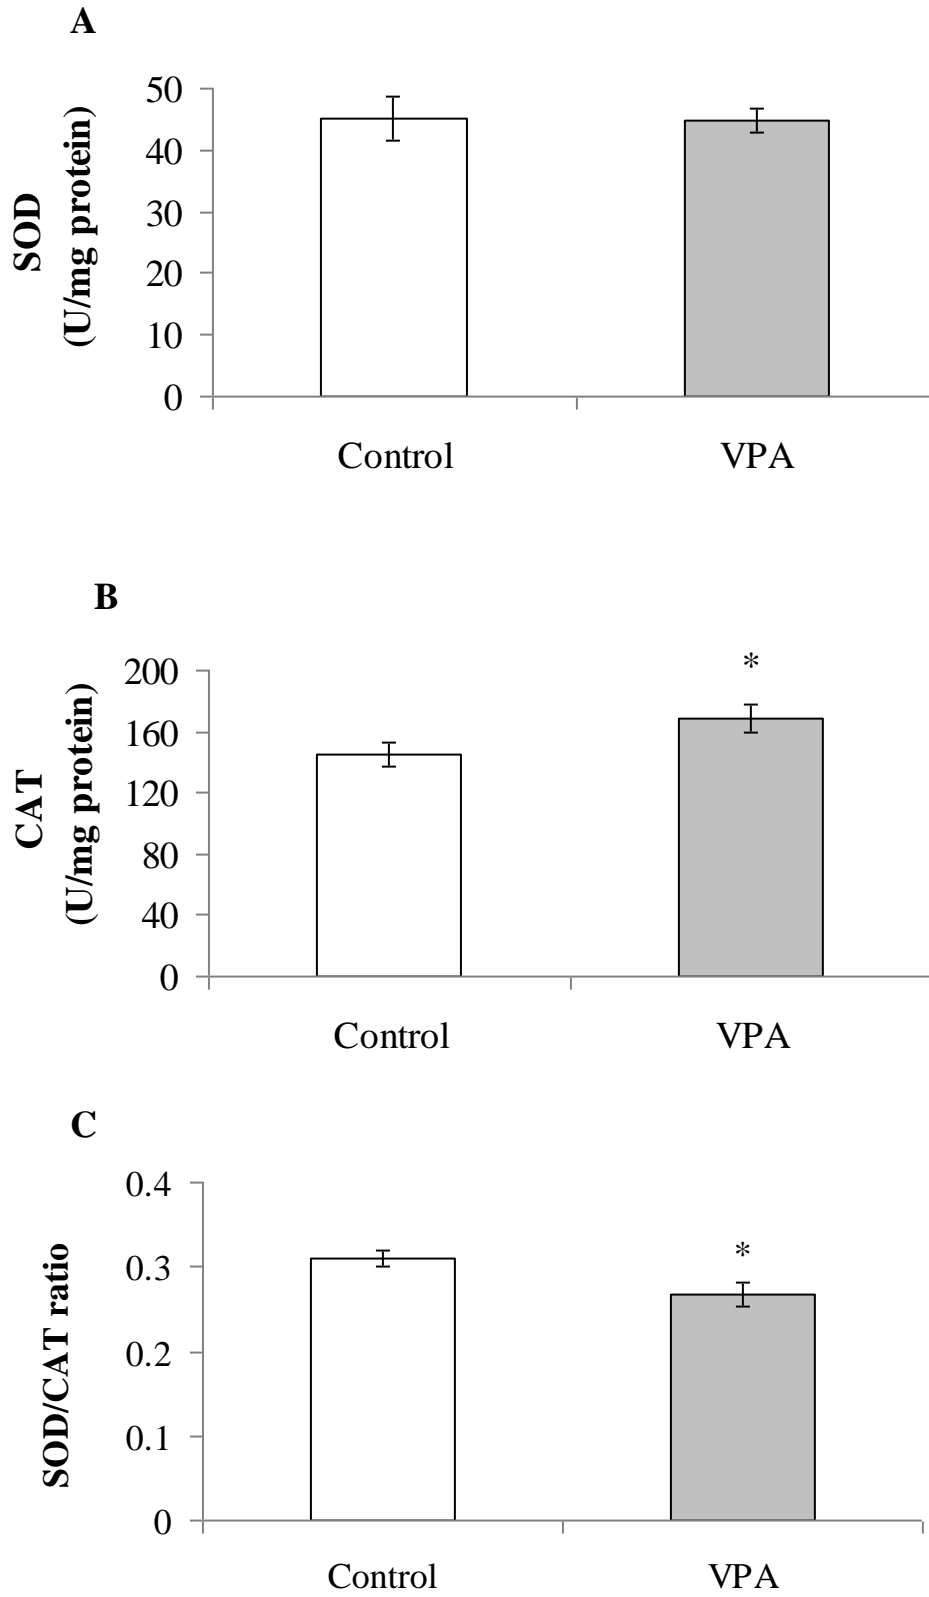 A
SOD
(U/mg protein)
50
40
30
20
10
0
Control VPA
B
CAT
(U/mg protein)
*
200
160
120
80
40
0
Control VPA
C
SOD/CAT ratio
0.4
*
0.3
0.2
0.1
0
Control VPA